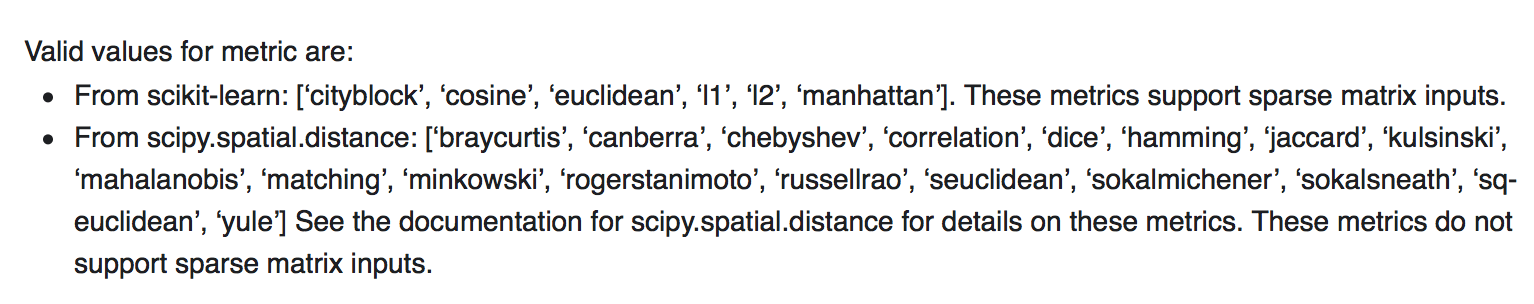 Valid values for metric are:
• From scikit-learn: [‘cityblock’, ‘cosine’, ‘euclidean’, ‘l1’, ‘l2’, ‘manhattan’]. These metrics support sparse matrix inputs.
• From scipy.spatial.distance: [‘braycurtis’, ‘canberra’, ‘chebyshev’, ‘correlation’, ‘dice’, ‘hamming’, ‘jaccard’, ‘kulsinski’,
‘mahalanobis’, ‘matching’, ‘minkowski’, ‘rogerstanimoto’, ‘russellrao’, ‘seuclidean’, ‘sokalmichener’, ‘sokalsneath’, ‘sq-
euclidean’, ‘yule’] See the documentation for scipy.spatial.distance for details on these metrics. These metrics do not
support sparse matrix inputs.